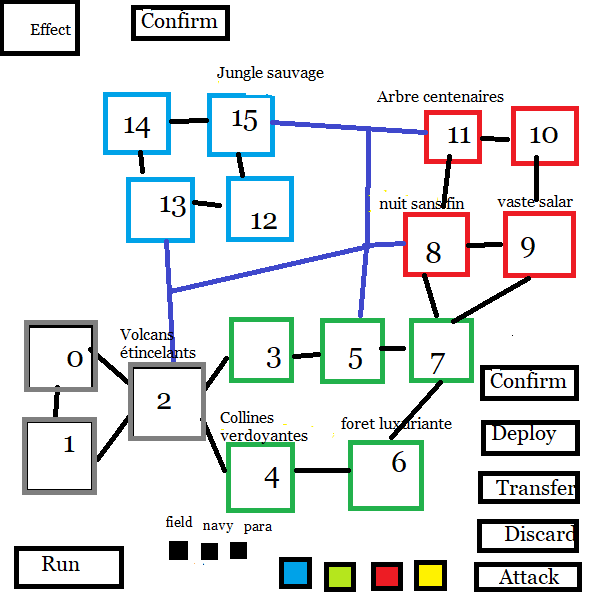 Effect
Confirm
Jungle sauvage
Arbre centenaires
14
15
11
10
13
12
nuit sans fin
vaste salar
8
9
Volcans
étincelants
0
2
3
5
7
1
Collines
verdoyantes
foret luxuriante
4
6
Confirm
Deploy
Transfer
Discard
Attack
field
navy
para
Run